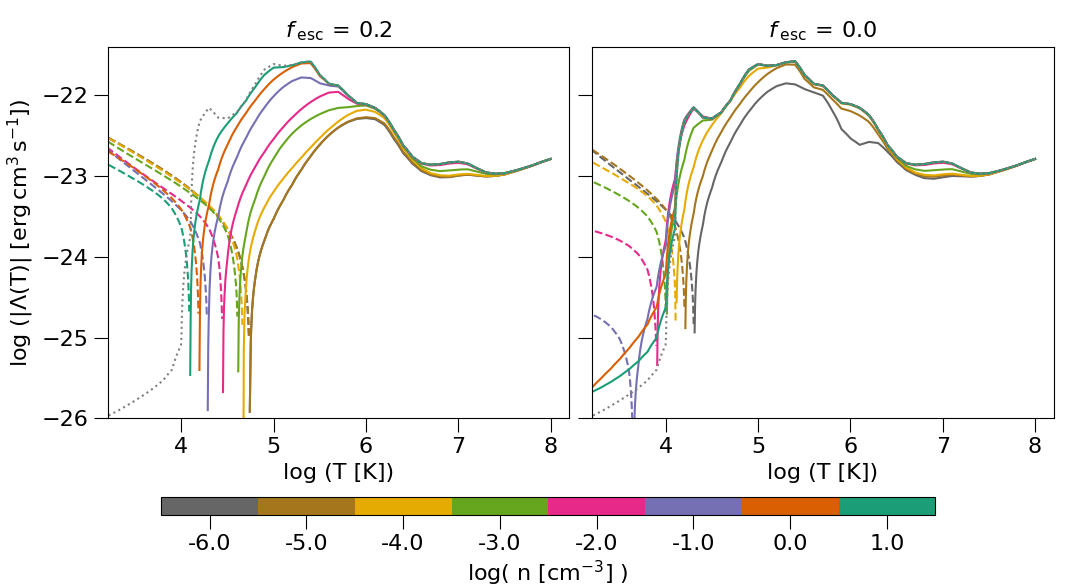 f esc = 0.2
f esc = 0.0
log (|Λ(T)| [erg cm³ s⁻¹])
−22
−23
−24
−25
−26
4 5 6 7 8
4 5 6 7 8
log (T [K])
log (T [K])
-6.0 -5.0 -4.0 -3.0 -2.0 -1.0 0.0 1.0
log( n [cm⁻³] )